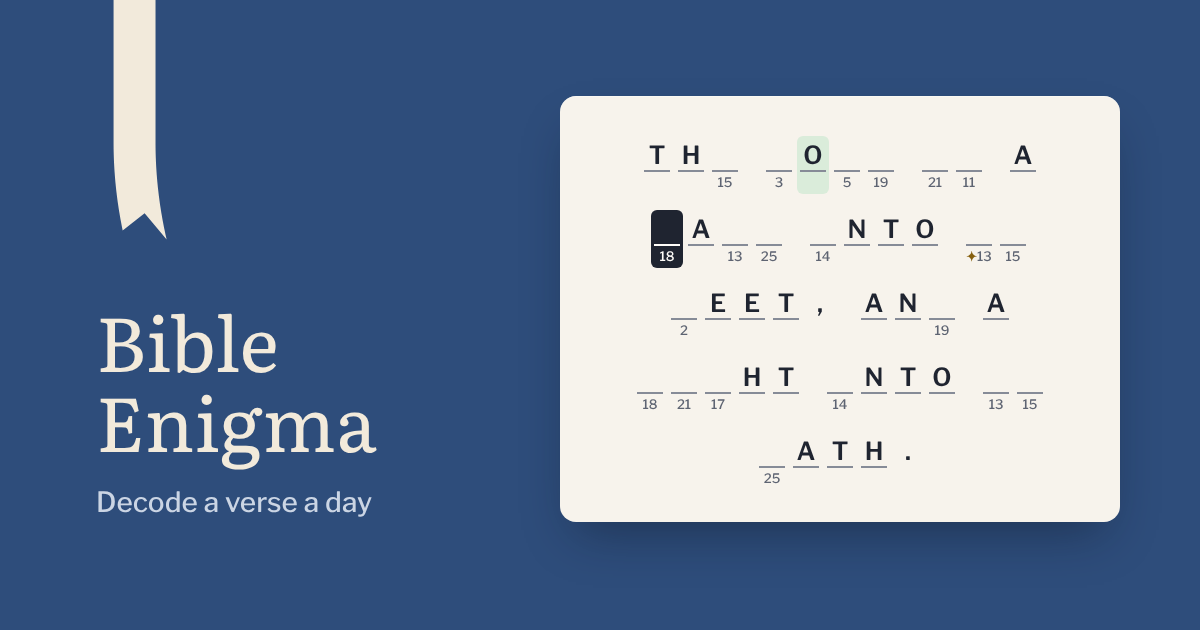 Bible
Enigma
Decode a verse a day
T H _ _ O _ _ _ _ A
15 3 5 19 21 11
_ A _ _ _ N T O _ _
18 13 25 14 ✦13 15
_ E E T , A N _ A
2 19
_ _ _ H T _ N T O _ _
18 21 17 14 13 15
_ A T H .
25